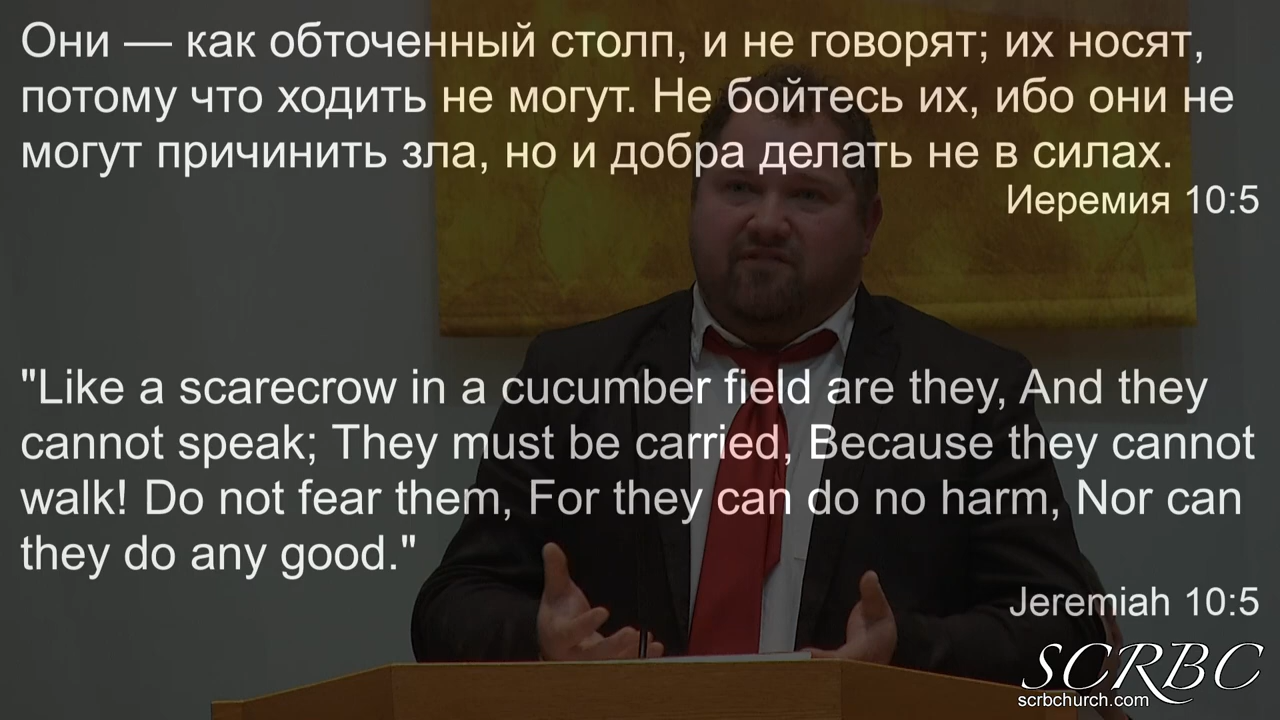 Они — как обточенный столп, и не говорят; их носят,
потому что ходить не могут. Не бойтесь их, ибо они не
могут причинить зла, но и добра делать не в силах.
Иеремия 10:5
"Like a scarecrow in a cucumber field are they, And they
cannot speak; They must be carried, Because they cannot
walk! Do not fear them, For they can do no harm, Nor can
they do any good."
Jeremiah 10:5
SCRBC
scrbchurch.com